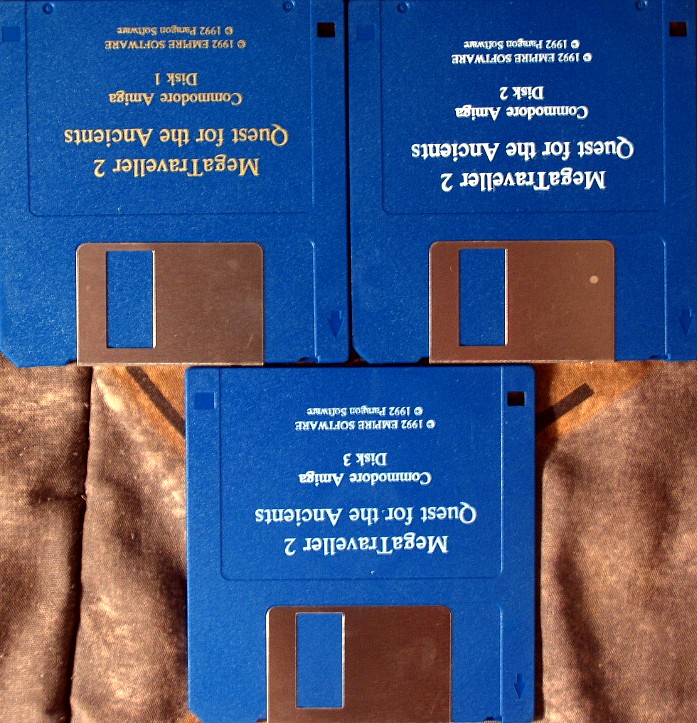 MegaTraveller 2
Quest for the Ancients
Commodore Amiga
Disk 1
© 1992 EMPIRE SOFTWARE
© 1992 Paragon Software
MegaTraveller 2
Quest for the Ancients
Commodore Amiga
Disk 2
© 1992 EMPIRE SOFTWARE
© 1992 Paragon Software
MegaTraveller 2
Quest for the Ancients
Commodore Amiga
Disk 3
© 1992 EMPIRE SOFTWARE
© 1992 Paragon Software